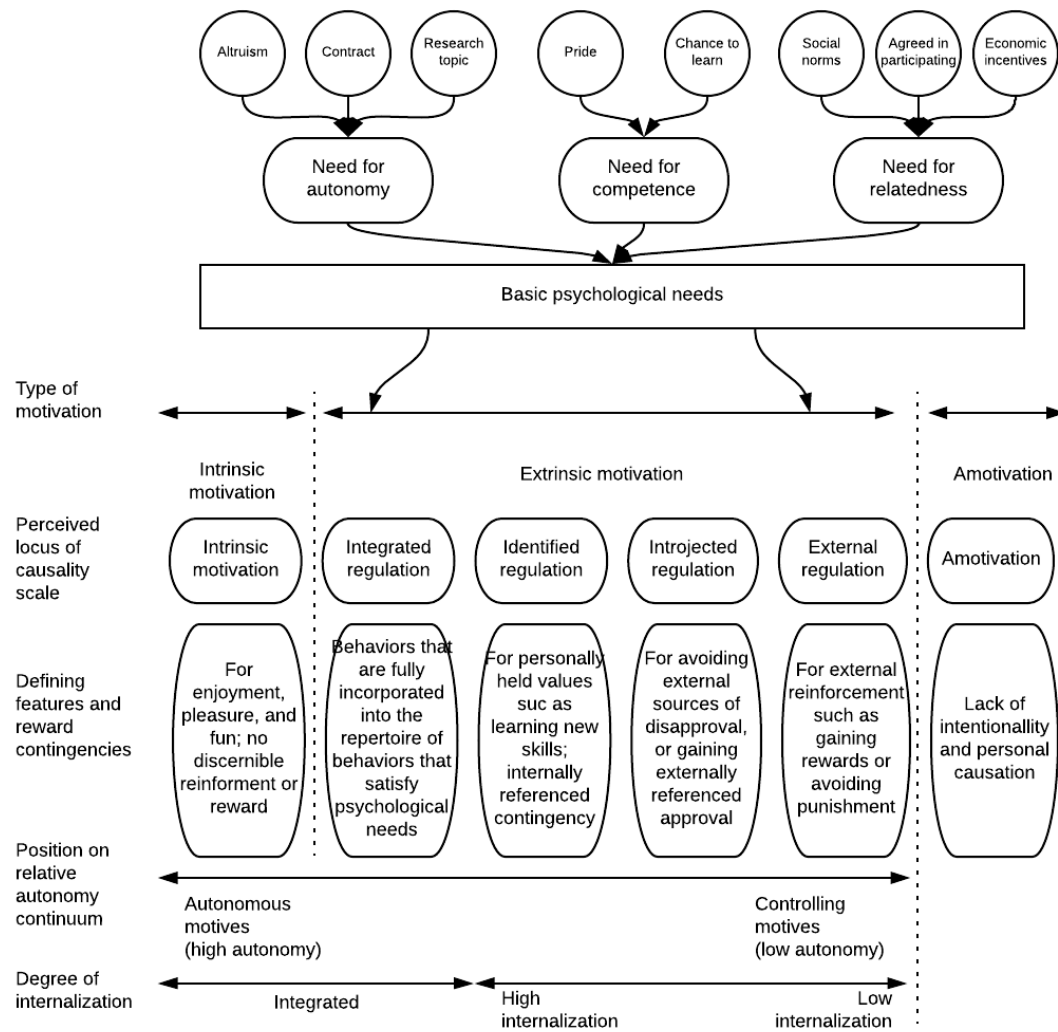 Altruism
Contract
Research
topic
Pride
Chance to
learn
Social
norms
Agreed in
participating
Economic
incentives
Need for
autonomy
Need for
competence
Need for
relatedness
Basic psychological needs
Type of
motivation
Intrinsic
motivation
Extrinsic motivation
Amotivation
Perceived
locus of
causality
scale
Intrinsic
motivation
Integrated
regulation
Identified
regulation
Introjected
regulation
External
regulation
Amotivation
Defining
features and
reward
contingencies
For
enjoyment,
pleasure, and
fun; no
discernible
reinforment or
reward
Behaviors that
are fully
incorporated
into the
repertoire of
behaviors that
satisfy
psychological
needs
For personally
held values
suc as
learning new
skills;
internally
referenced
contingency
For avoiding
external
sources of
disapproval,
or gaining
externally
referenced
approval
For external
reinforcement
such as
gaining
rewards or
avoiding
punishment
Lack of
intentionallity
and personal
causation
Position on
relative
autonomy
continuum
Autonomous
motives
(high autonomy)
Controlling
motives
(low autonomy)
Degree of
internalization
Integrated
High
internalization
Low
internalization